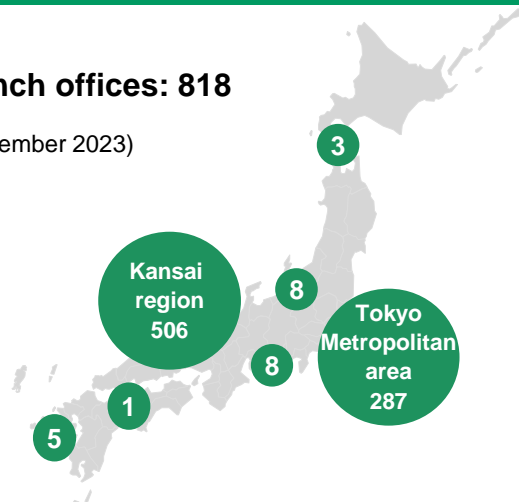 nch offices: 818
ember 2023)
3
Kansai
region
506
8
Tokyo
Metropolitan
area
287
8
1
5